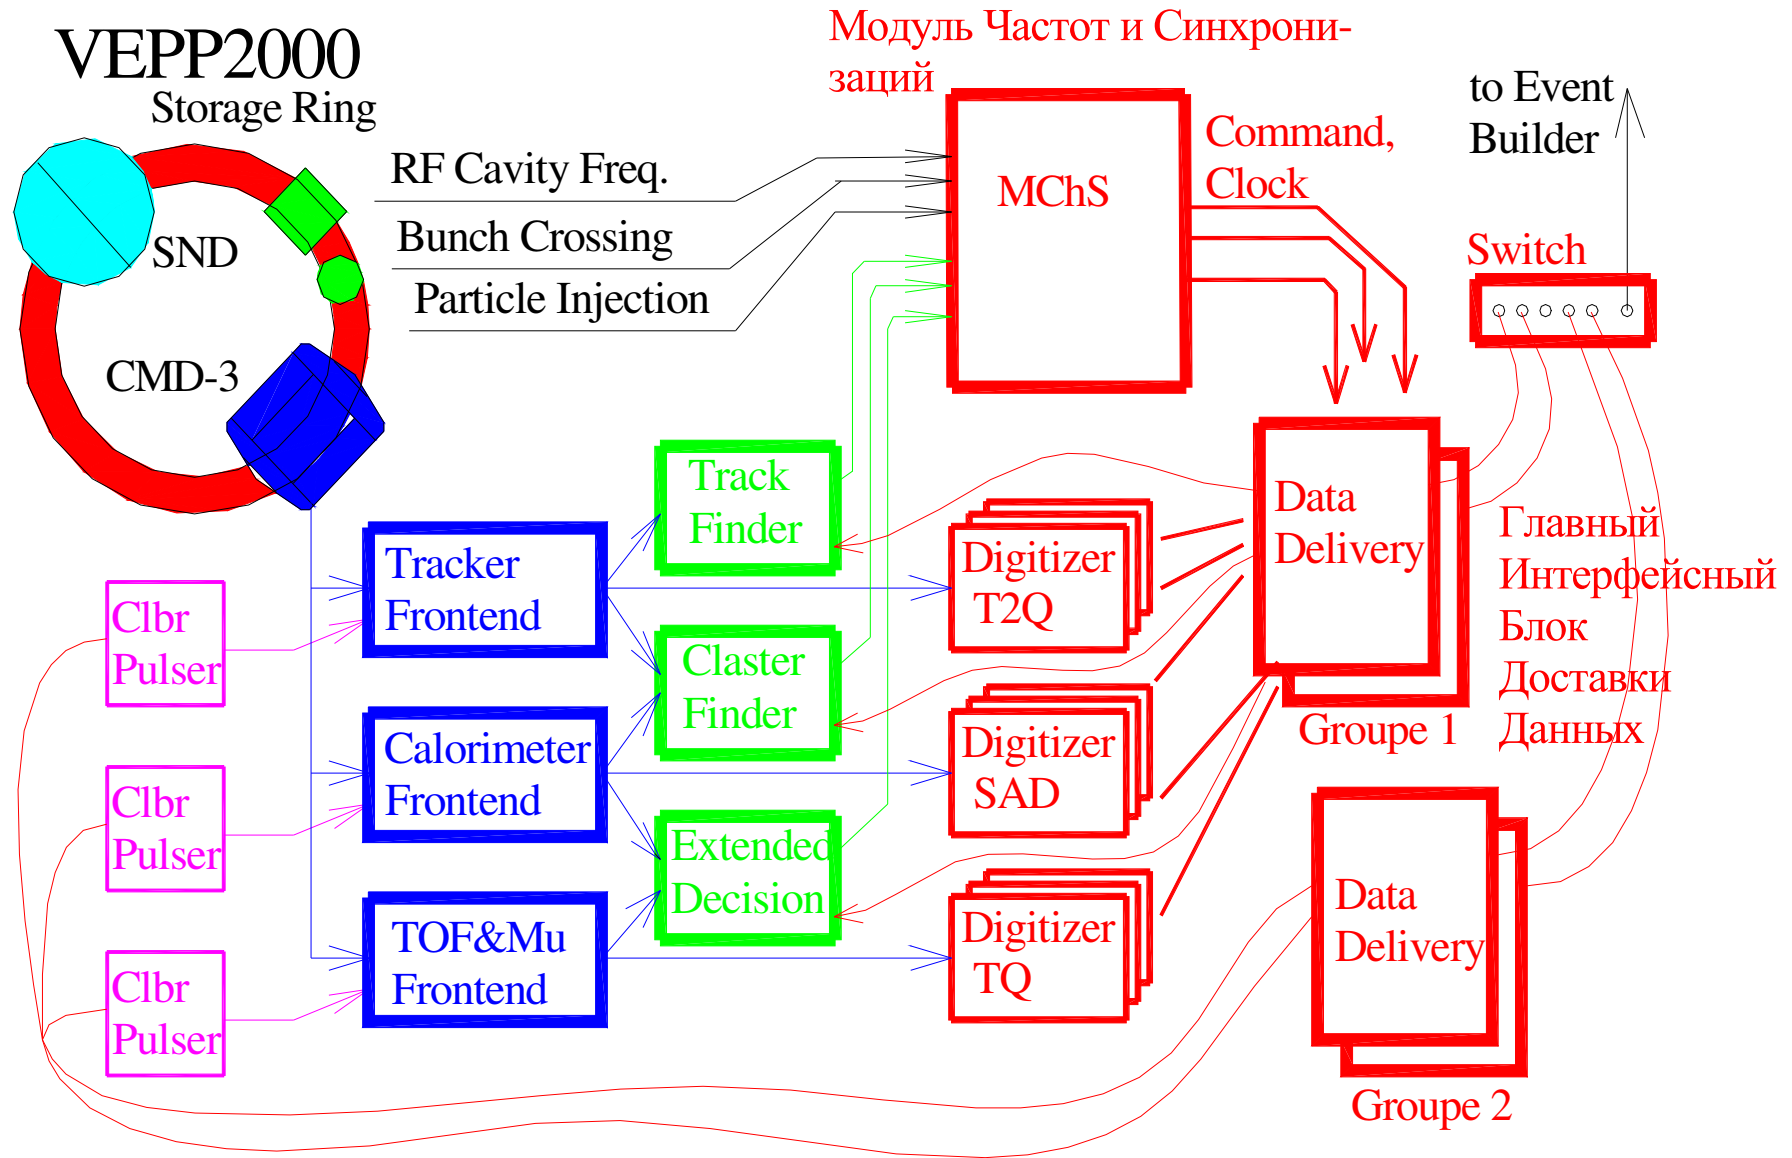 VEPP2000
Storage Ring
SND
CMD-3
RF Cavity Freq.
Bunch Crossing
Particle Injection
Модуль Частот и Синхрони-
заций
MChS
Command,
Clock
to Event
Builder
Switch
Track
Finder
Claster
Finder
Extended
Decision
Tracker
Frontend
Calorimeter
Frontend
TOF&Mu
Frontend
Clbr
Pulser
Clbr
Pulser
Clbr
Pulser
Digitizer
T2Q
Digitizer
SAD
Digitizer
TQ
Data
Delivery
Groupe 1
Главный
Интерфейсный
Блок
Доставки
Данных
Data
Delivery
Groupe 2